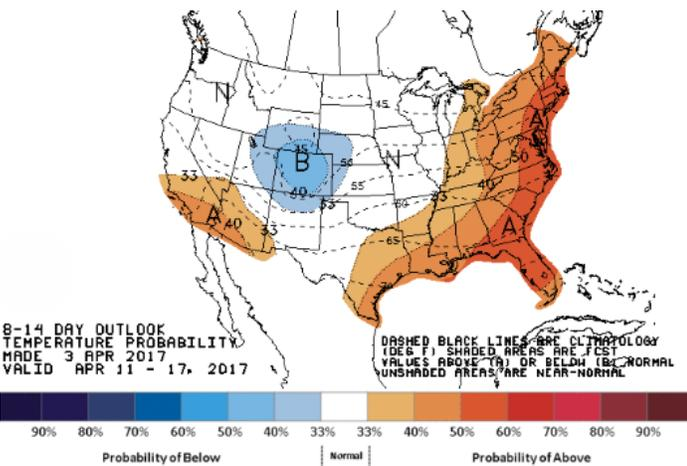 45
N
A
B
45
50
N
50
40
55
33
33
40
60
33
A
40
33
65
A
8-14 DAY OUTLOOK
TEMPERATURE PROBABILITY
MADE 3 APR 2017
VALID APR 11 - 17, 2017
DASHED BLACK LINES ARE CLIMATOLOGY
(DEG F) SHADED AREAS ARE FCST
VALUES ABOVE (A) OR BELOW (B) NORMAL
UNSHADED AREAS ARE NEAR-NORMAL
90% 80% 70% 60% 50% 40% 33% 33% 40% 50% 60% 70% 80% 90%
Probability of Below Normal Probability of Above